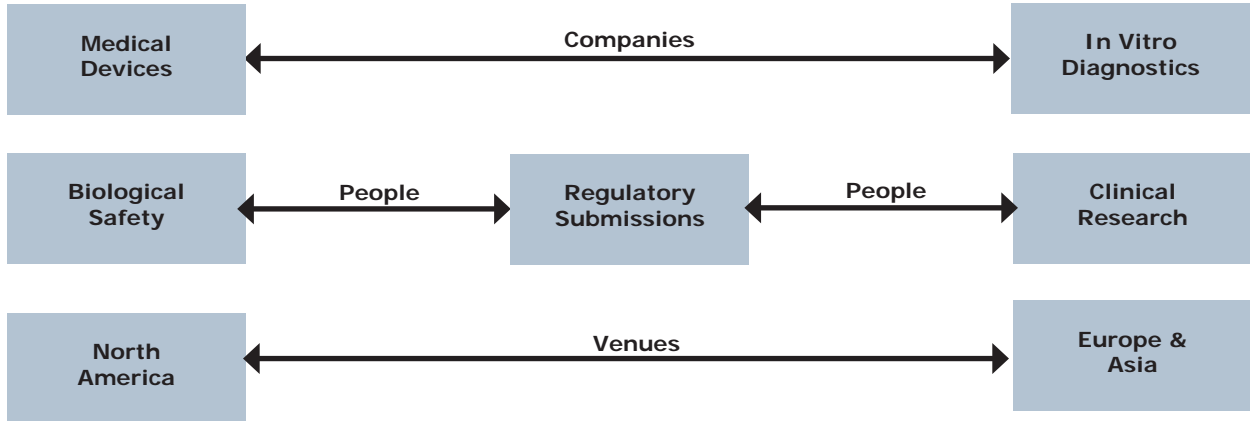 Medical
Devices
Companies
In Vitro
Diagnostics
Biological
Safety
People
Regulatory
Submissions
People
Clinical
Research
North
America
Venues
Europe &
Asia